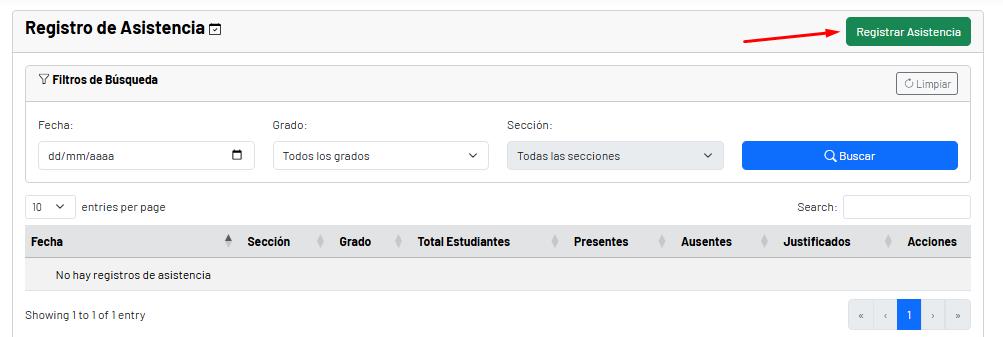 Registro de Asistencia
Registrar Asistencia
Filtros de Búsqueda
Limpiar
Fecha: Grado: Sección:
dd/mm/aaaa Todos los grados Todas las secciones Buscar
10 entries per page Search:
Fecha Sección Grado Total Estudiantes Presentes Ausentes Justificados Acciones
No hay registros de asistencia
Showing 1 to 1 of 1 entry « ‹ 1 › »